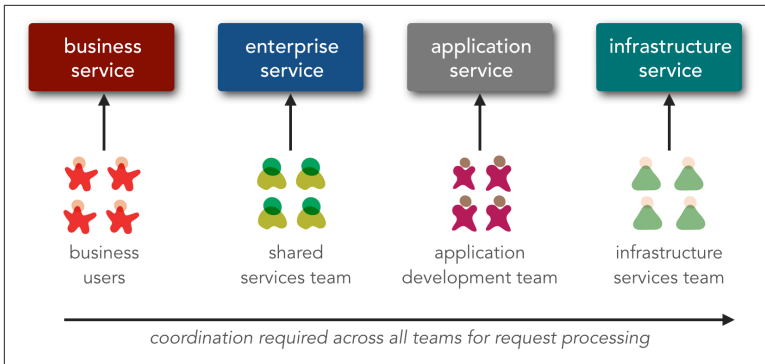 business
service
enterprise
service
application
service
infrastructure
service
business
users
shared
services team
application
development team
infrastructure
services team
coordination required across all teams for request processing